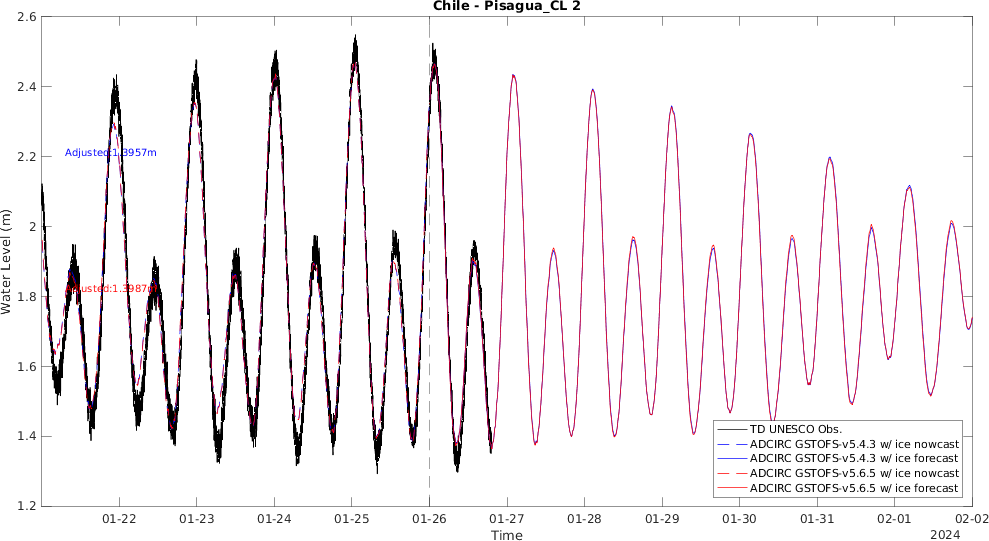 Chile - Pisagua_CL 2
2.6
2.4
2.2
2
1.8
1.6
1.4
1.2
Water Level (m)
Adjusted:1.3957m
Adjusted:1.3987m
TD UNESCO Obs.
ADCIRC GSTOFS-v5.4.3 w/ ice nowcast
ADCIRC GSTOFS-v5.4.3 w/ ice forecast
ADCIRC GSTOFS-v5.6.5 w/ ice nowcast
ADCIRC GSTOFS-v5.6.5 w/ ice forecast
01-22 01-23 01-24 01-25 01-26 01-27 01-28 01-29 01-30 01-31 02-01 02-02
Time
2024